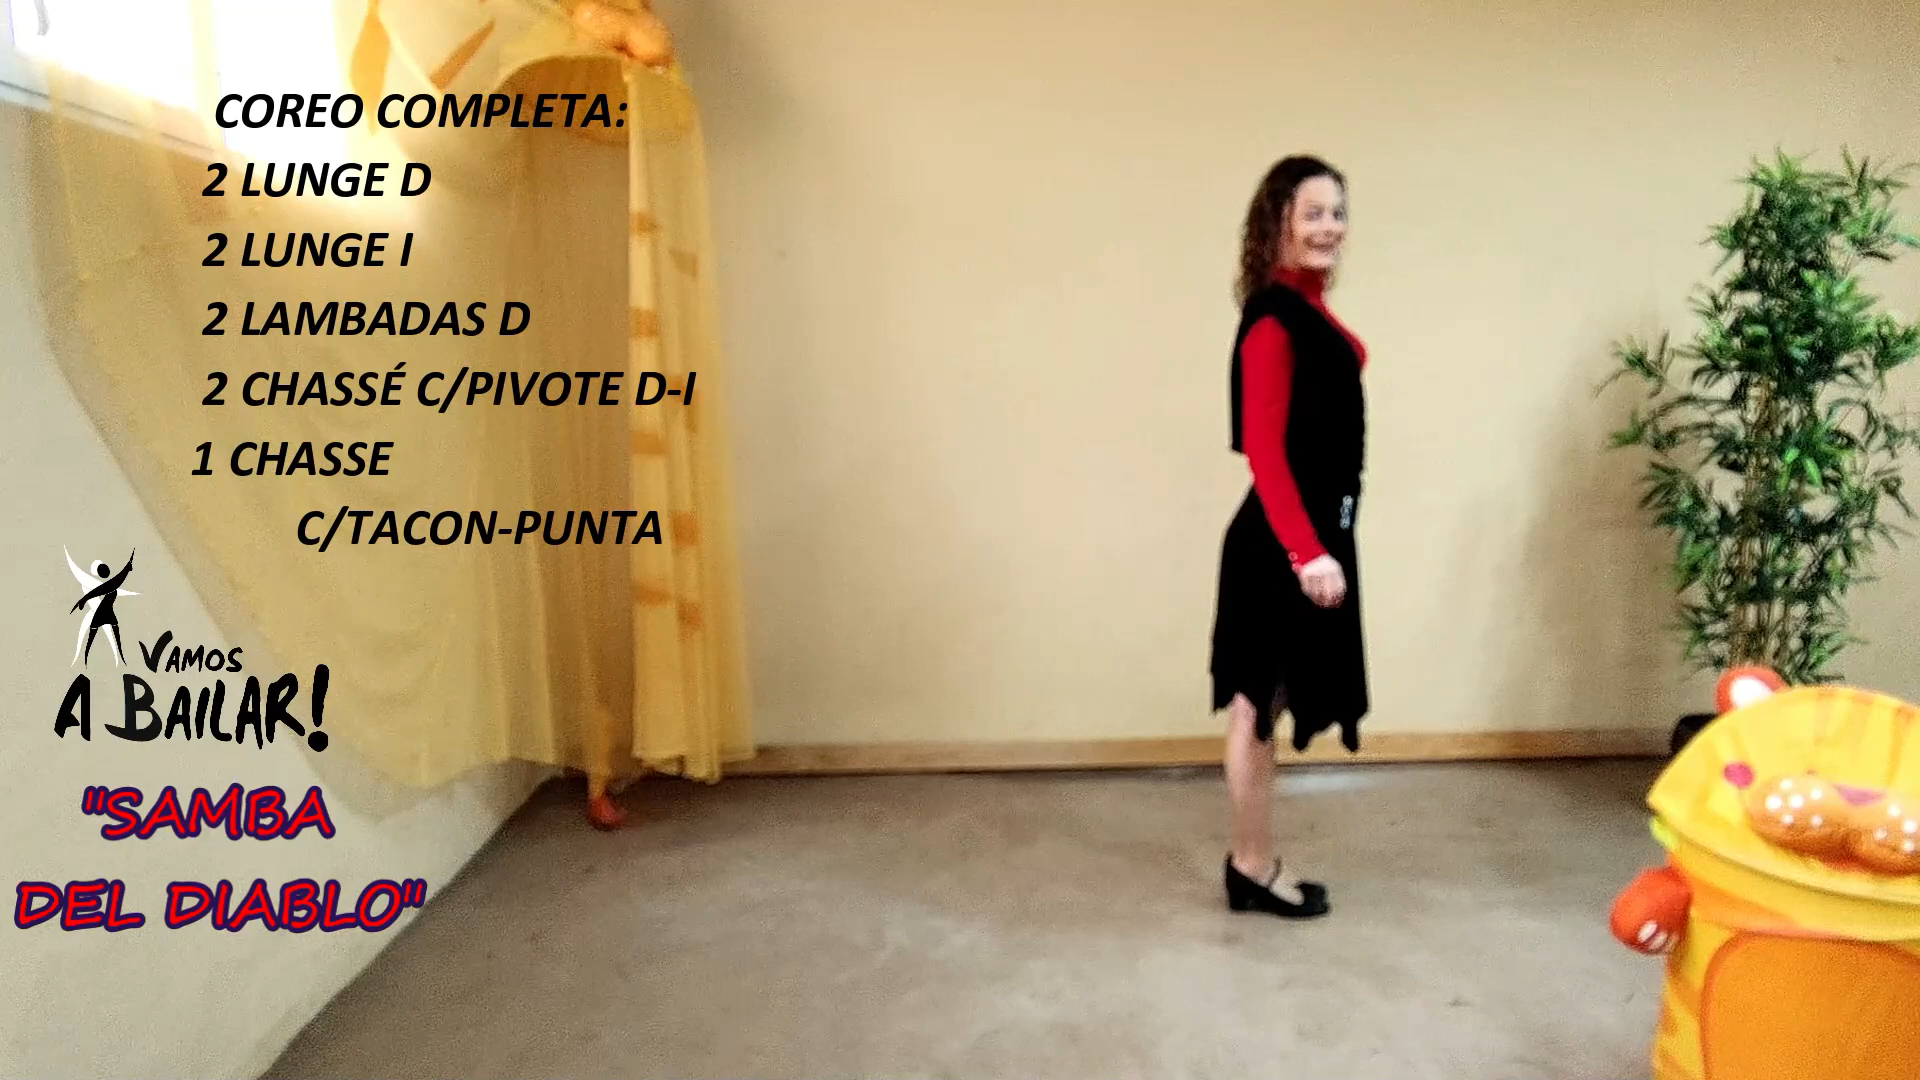 COREO COMPLETA:
2 LUNGE D
2 LUNGE I
2 LAMBADAS D
2 CHASSÉ C/PIVOTE D-I
1 CHASSE
C/TACON-PUNTA
VAMOS
A BAILAR!
"SAMBA
DEL DIABLO"